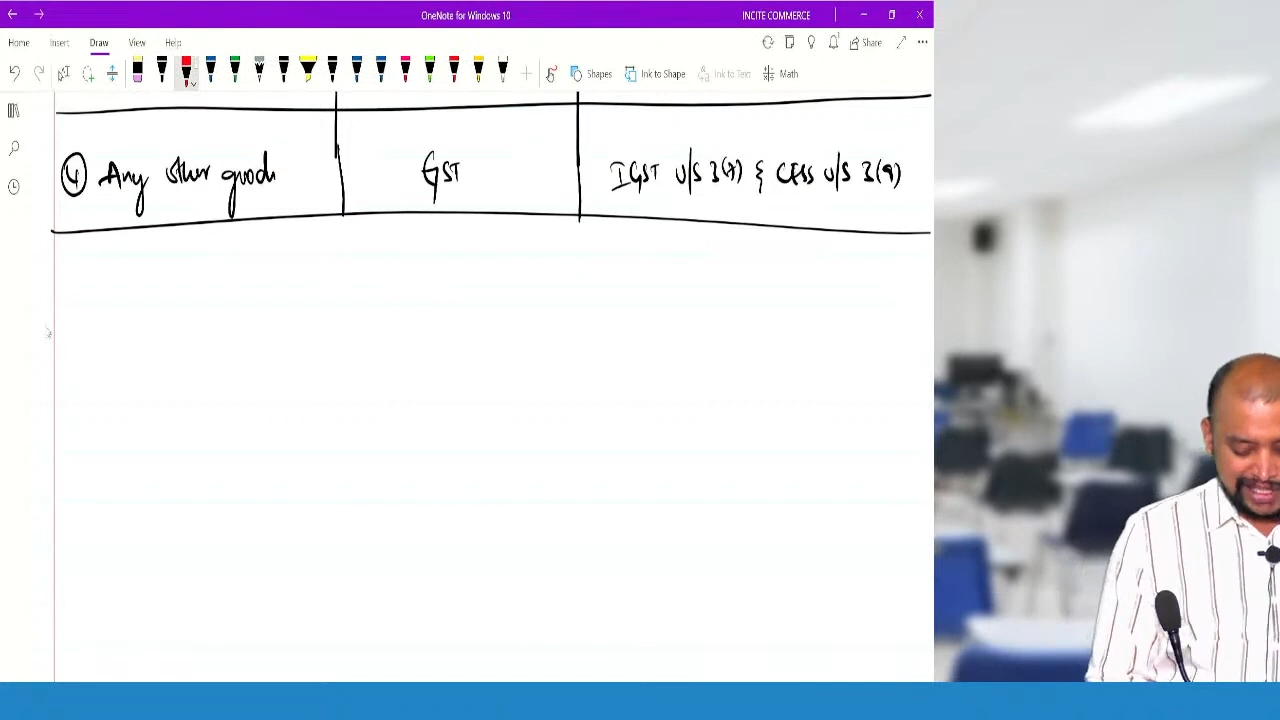 OneNote for Windows 10
INCITE COMMERCE
Home Insert Draw View Help
Share
Shapes Ink to Shape Ink to Text Math
④ Any other goods GST IGST U/S 3(7) & CESS U/S 3(9)